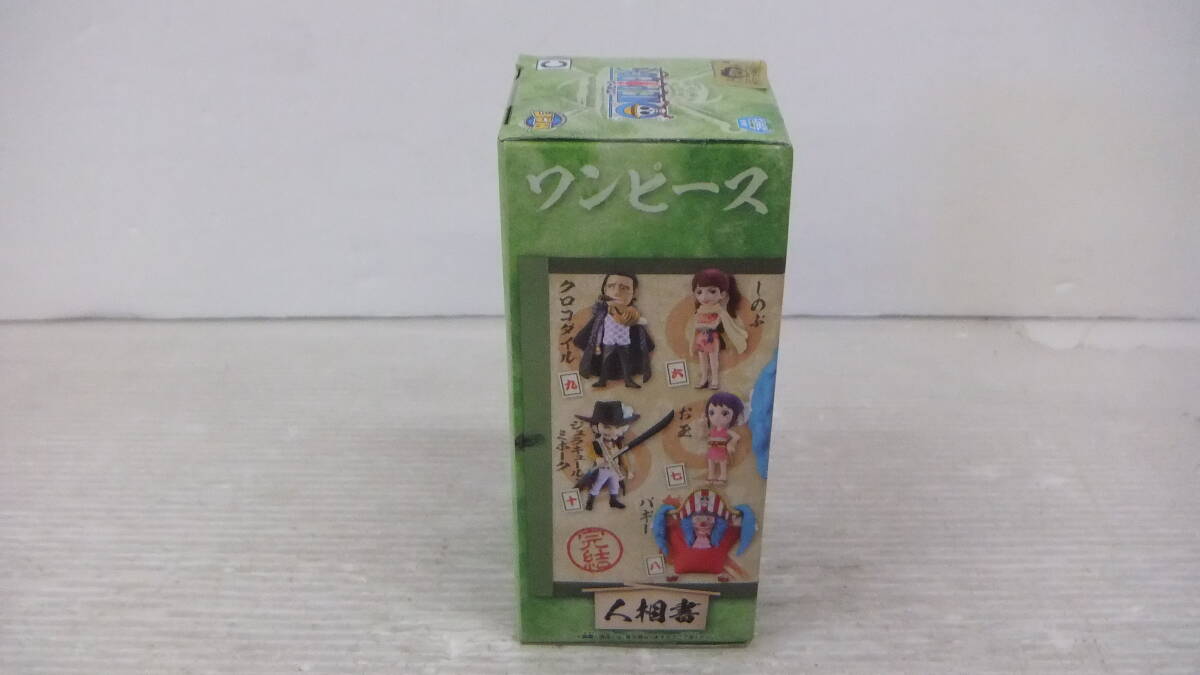 ONE PIECE
ワンピース
しのぶ
六
クロコダイル
九
お玉
七
ジュラキュール
ミホーク
十
バギー
八
完結
人相書